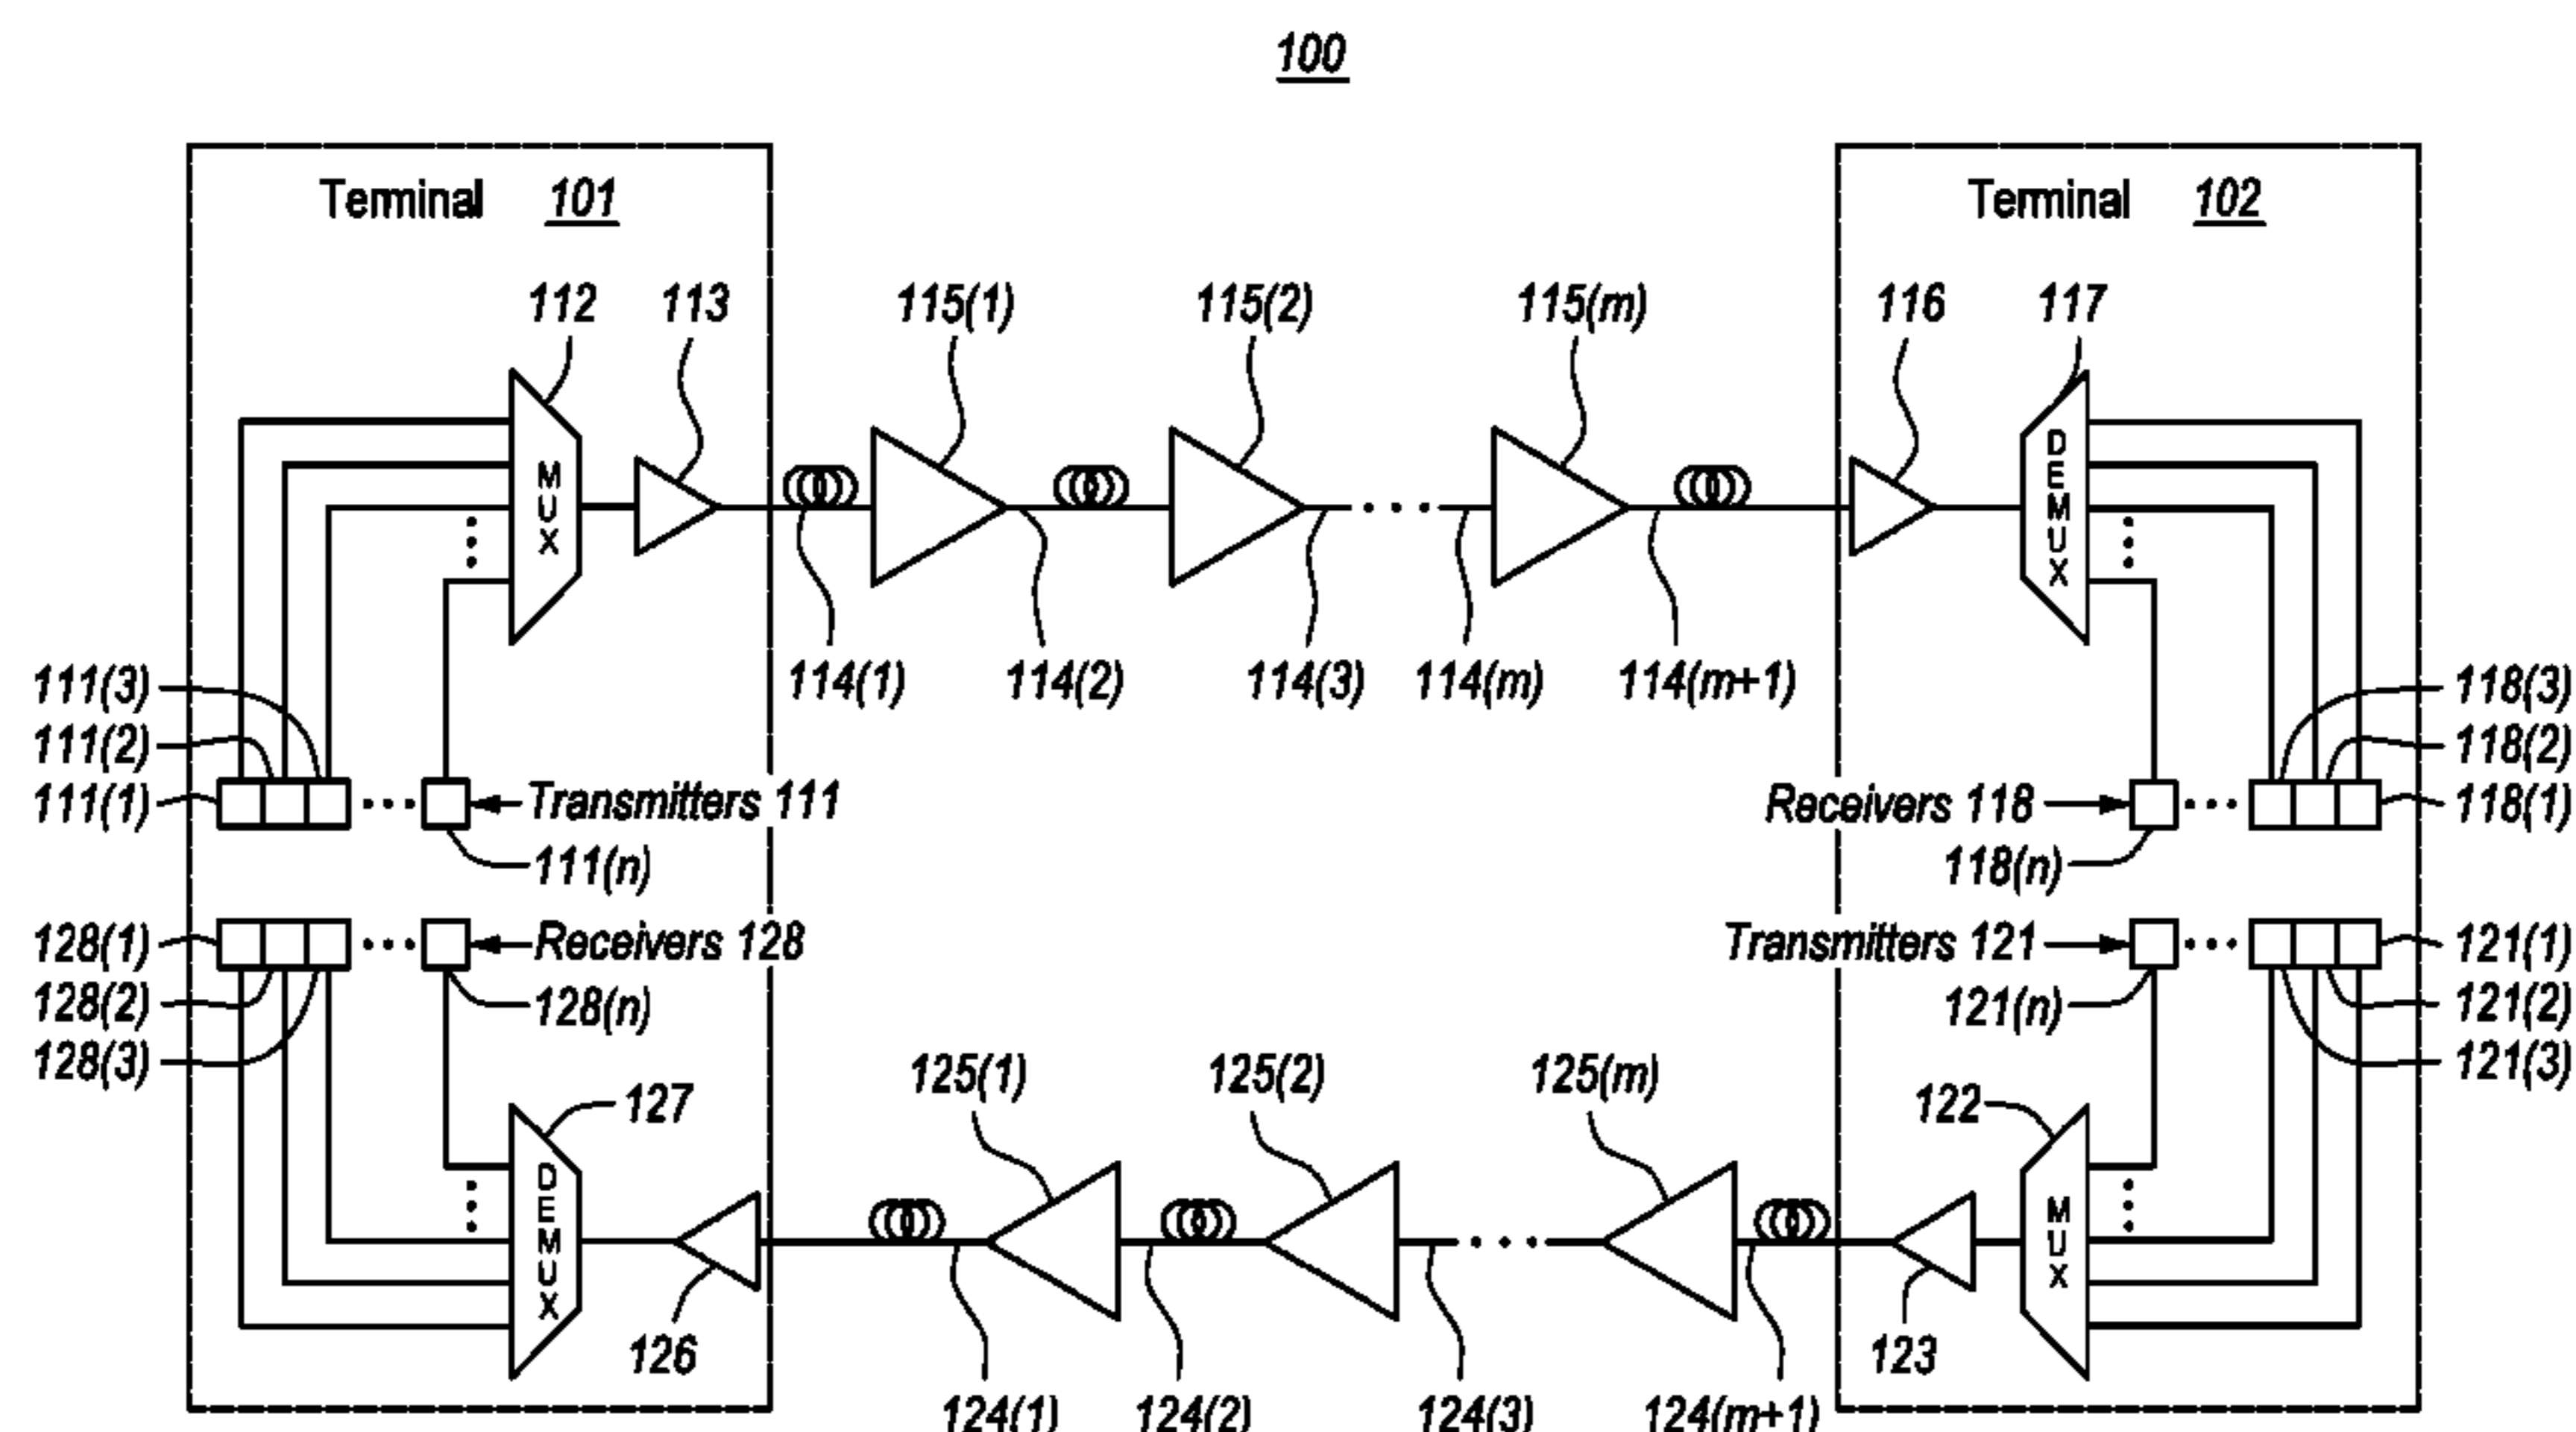 100
Terminal 101
Terminal 102
112
113
115(1)
115(2)
115(m)
116
117
MUX
DEMUX
114(1)
114(2)
114(3)
114(m)
114(m+1)
111(3)
111(2)
111(1)
Transmitters 111
111(n)
118(3)
118(2)
118(1)
Receivers 118
118(n)
128(1)
128(2)
128(3)
Receivers 128
128(n)
Transmitters 121
121(n)
121(1)
121(2)
121(3)
127
125(1)
125(2)
125(m)
122
DEMUX
MUX
126
123
124(1)
124(2)
124(3)
124(m+1)